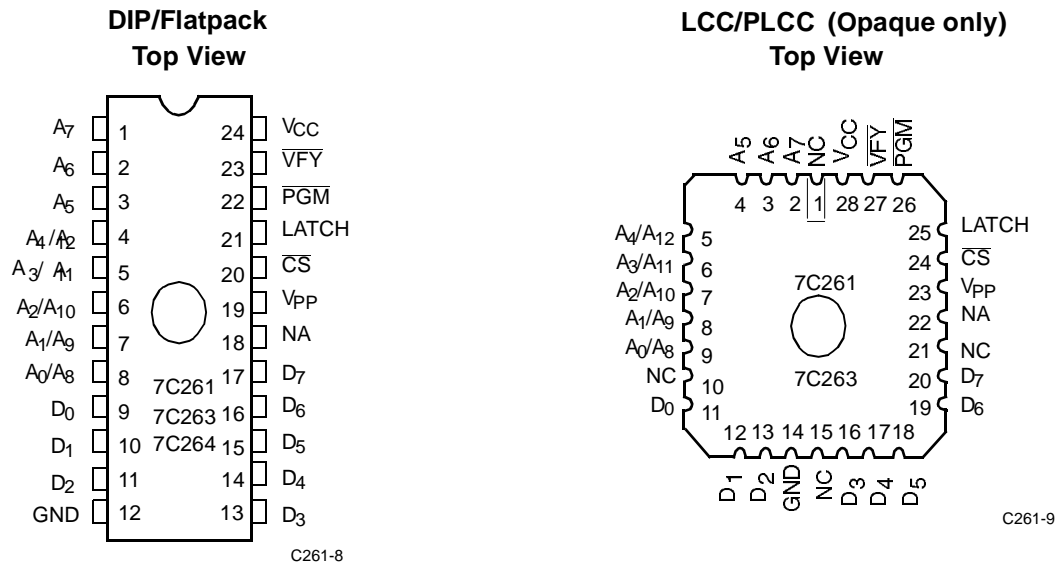 DIP/Flatpack
Top View
A7 1 24 VCC
A6 2 23 V̅F̅Y̅
A5 3 22 P̅G̅M̅
A4/A12 4 21 LATCH
A3/ A11 5 20 C̅S̅
A2/A10 6 19 VPP
A1/A9 7 18 NA
A0/A8 8 17 D7
7C261
D0 9 16 D6
7C263
D1 10 15 D5
7C264
D2 11 14 D4
GND 12 13 D3
C261-8
LCC/PLCC (Opaque only)
Top View
A5 A6 A7 NC VCC V̅F̅Y̅ P̅G̅M̅
4 3 2 1 28 27 26
A4/A12 5 25 LATCH
A3/A11 6 24 C̅S̅
A2/A10 7 23 VPP
7C261
A1/A9 8 22 NA
A0/A8 9 21 NC
NC 10 20 D7
7C263
D0 11 19 D6
12 13 14 15 16 17 18
D1 D2 GND NC D3 D4 D5
C261-9